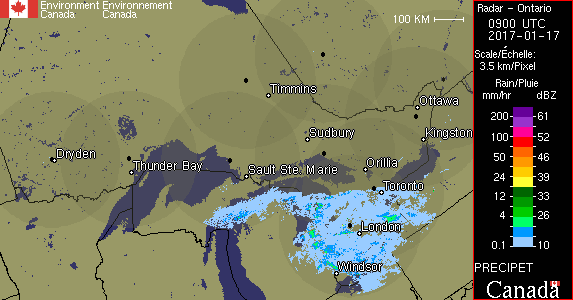 Environment Environnement
Canada Canada
100 KM
Timmins
Ottawa
Sudbury
Kingston
Dryden
Thunder Bay
Sault Ste. Marie
Orillia
Toronto
London
Windsor
Radar - Ontario
0900 UTC
2017-01-17
Scale/Échelle:
3.5 km/Pixel
Rain/Pluie
mm/hr dBZ
200 61
100 52
50 46
24 39
12 33
4 26
0.1 10
PRECIPET
Canada